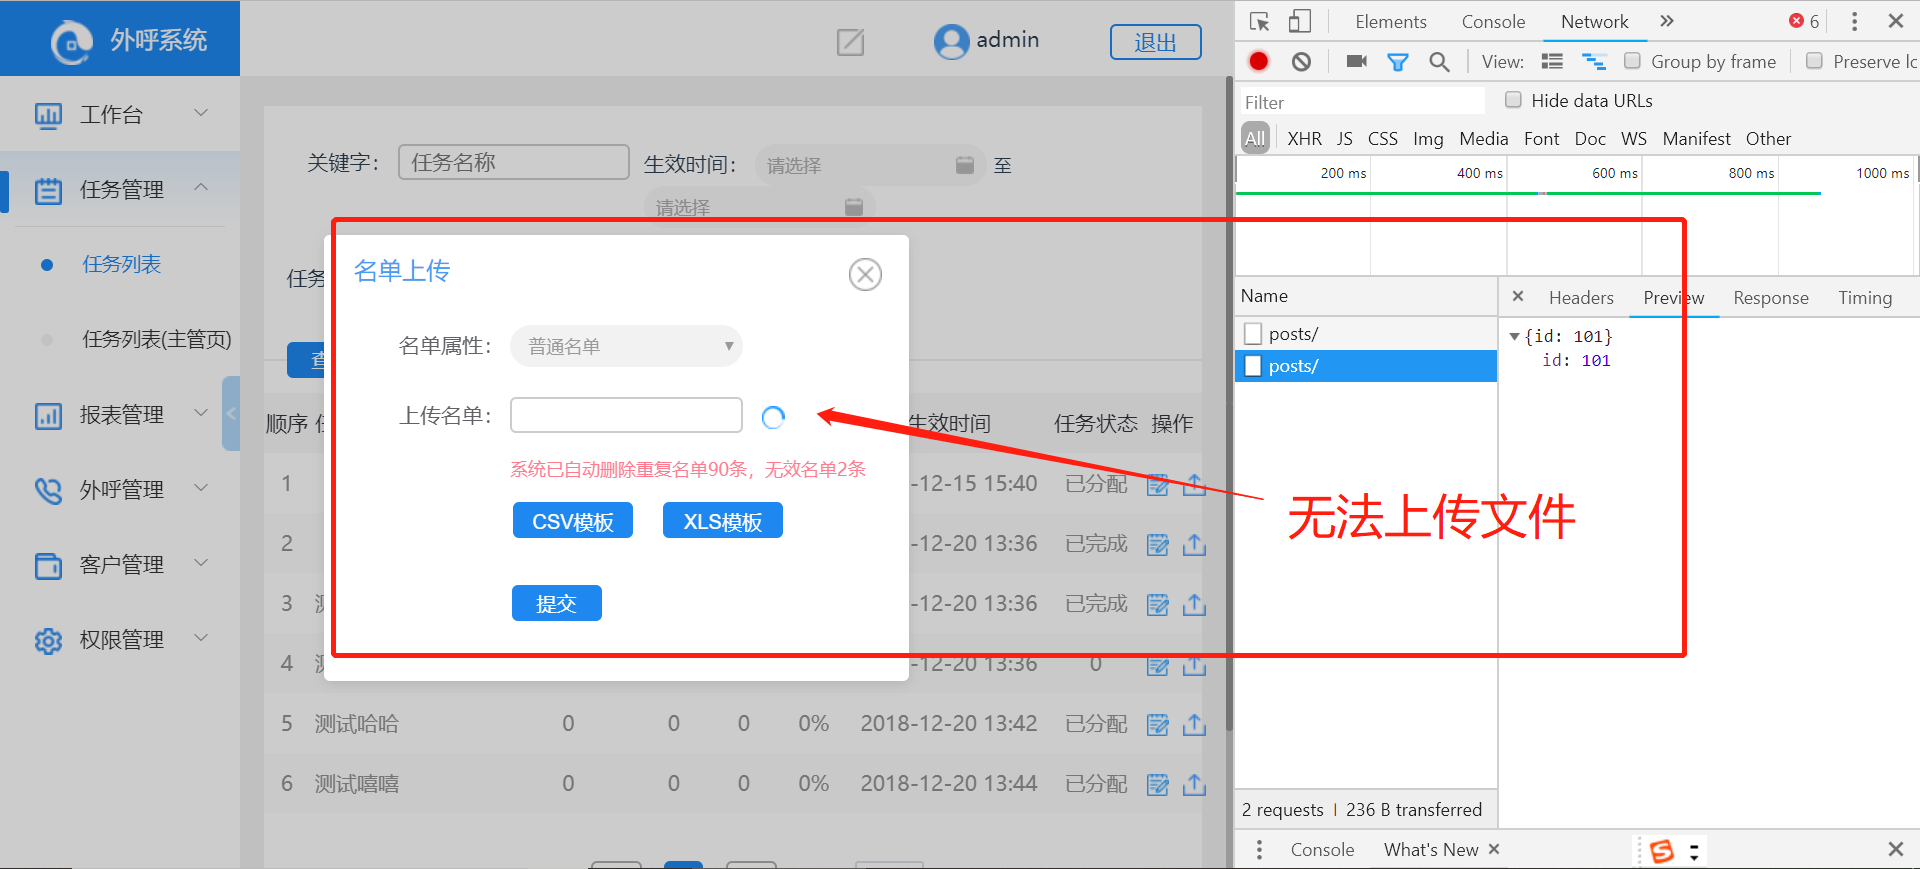 外呼系统
admin
退出
工作台
任务管理
任务列表
任务列表(主管页)
报表管理
外呼管理
客户管理
权限管理
关键字:
任务名称
生效时间:
请选择
至
请选择
任务
名单上传
名单属性:
普通名单
上传名单:
系统已自动删除重复名单90条，无效名单2条
CSV模板
XLS模板
提交
无法上传文件
顺序
生效时间 任务状态 操作
1 -12-15 15:40 已分配
2 -12-20 13:36 已完成
3 -12-20 13:36 已完成
4 -12-20 13:36 0
5 测试哈哈 0 0 0 0% 2018-12-20 13:42 已分配
6 测试嘻嘻 0 0 0 0% 2018-12-20 13:44 已分配
Elements Console Network 6
View: Group by frame Preserve lo
Filter Hide data URLs
All XHR JS CSS Img Media Font Doc WS Manifest Other
200 ms 400 ms 600 ms 800 ms 1000 ms
Name
Headers Preview Response Timing
posts/
posts/
{id: 101}
id: 101
2 requests | 236 B transferred
Console What's New